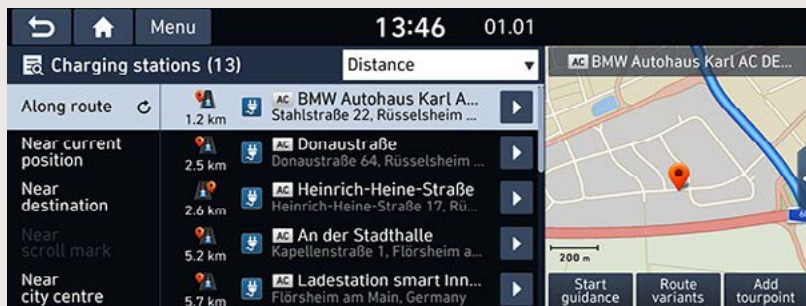 Menu
13:46
01.01
Charging stations (13)
Distance
AC BMW Autohaus Karl AC DE...
Along route
1.2 km
AC BMW Autohaus Karl A...
Stahlstraße 22, Rüsselsheim ...
Near current
position
2.5 km
AC Donaustraße
Donaustraße 64, Rüsselsheim ...
Near
destination
2.6 km
AC Heinrich-Heine-Straße
Heinrich-Heine-Straße 17, Rü...
Near
scroll mark
5.2 km
AC An der Stadthalle
Kapellenstraße 1, Flörsheim a...
Near
city centre
5.7 km
AC Ladestation smart Inn...
Flörsheim am Main, Germany
200 m
Start
guidance
Route
variants
Add
tourpoint